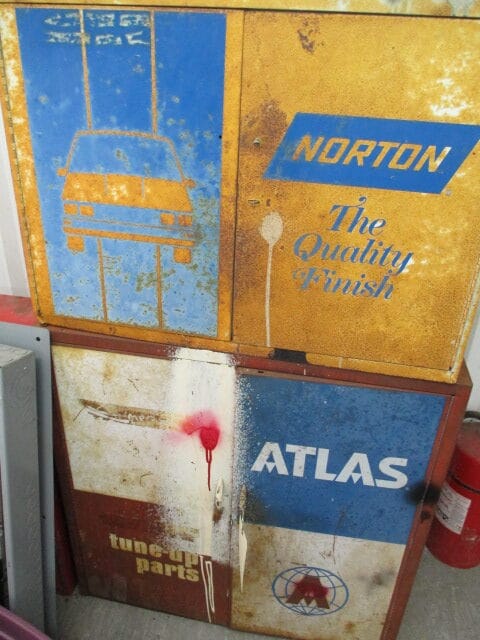 NORTON
The
Quality
Finish
ATLAS
tune-up
parts